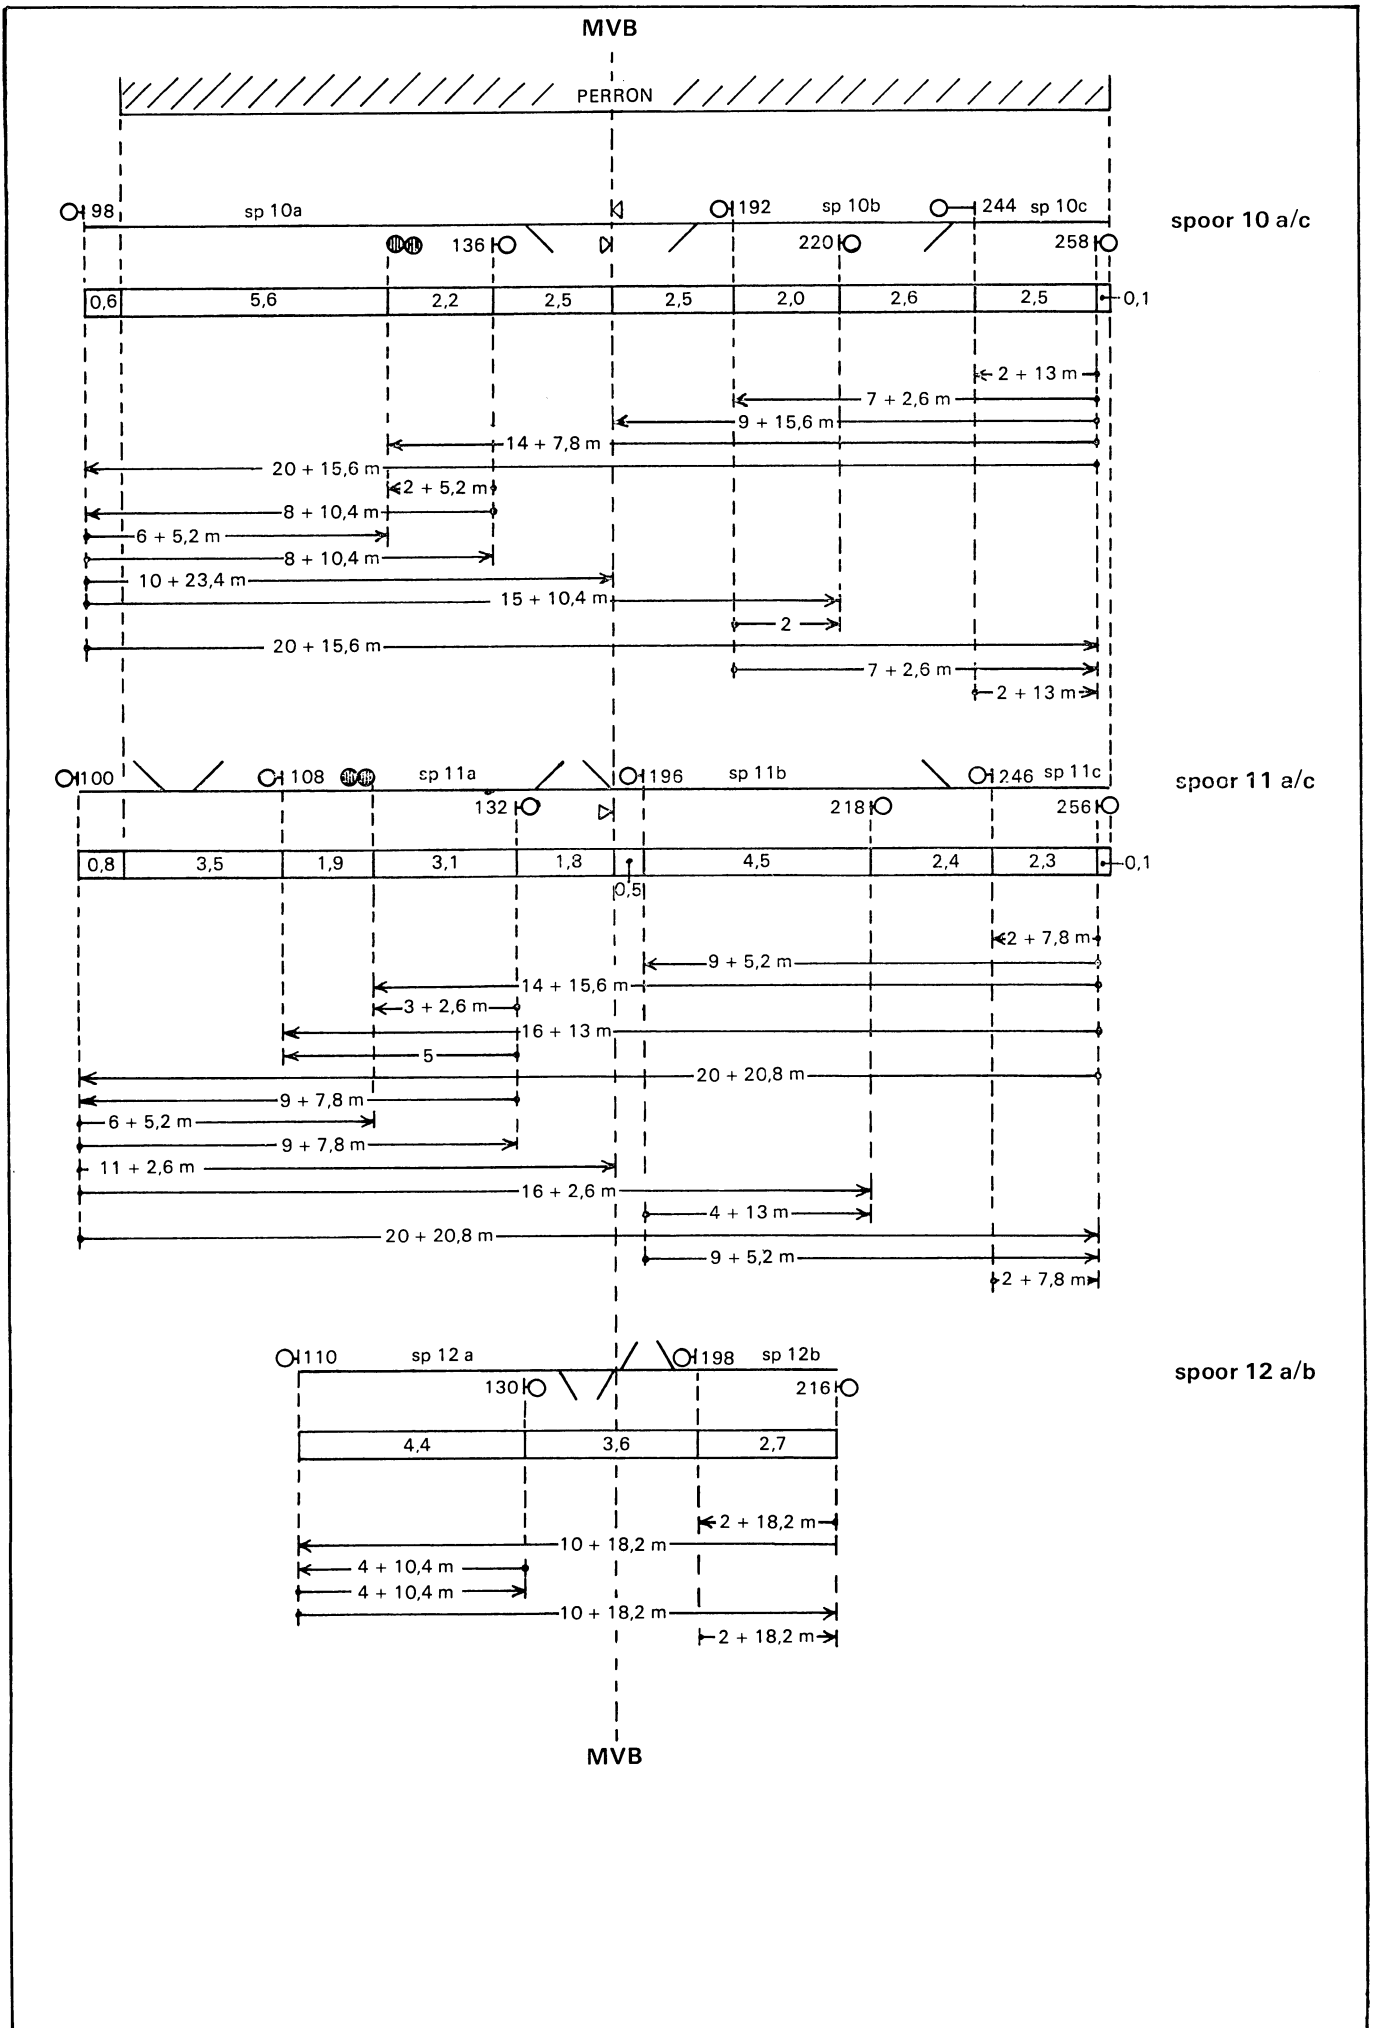 MVB
PERRON
98 sp 10a 192 sp 10b 244 sp 10c
spoor 10 a/c
136 220 258
0,6 5,6 2,2 2,5 2,5 2,0 2,6 2,5 0,1
2 + 13 m
7 + 2,6 m
9 + 15,6 m
14 + 7,8 m
20 + 15,6 m
2 + 5,2 m
8 + 10,4 m
6 + 5,2 m
8 + 10,4 m
10 + 23,4 m
15 + 10,4 m
2
20 + 15,6 m
7 + 2,6 m
2 + 13 m
100 108 sp 11a 196 sp 11b 246 sp 11c
spoor 11 a/c
132 218 256
0,8 3,5 1,9 3,1 1,8 4,5 2,4 2,3 0,1
0,5
2 + 7,8 m
9 + 5,2 m
14 + 15,6 m
3 + 2,6 m
16 + 13 m
5
20 + 20,8 m
9 + 7,8 m
6 + 5,2 m
9 + 7,8 m
11 + 2,6 m
16 + 2,6 m
4 + 13 m
20 + 20,8 m
9 + 5,2 m
2 + 7,8 m
110 sp 12 a 198 sp 12b
spoor 12 a/b
130 216
4,4 3,6 2,7
2 + 18,2 m
10 + 18,2 m
4 + 10,4 m
4 + 10,4 m
10 + 18,2 m
2 + 18,2 m
MVB